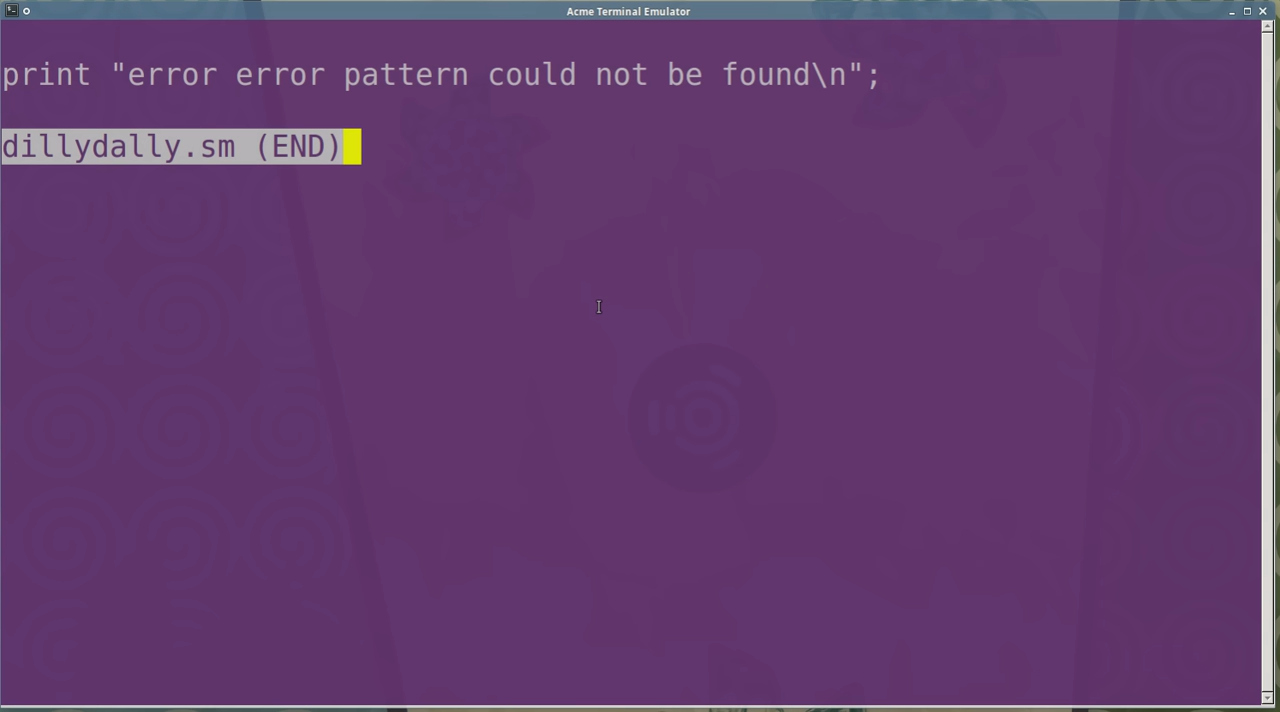 Acme Terminal Emulator
print "error error pattern could not be found\n";
dillydally.sm (END)